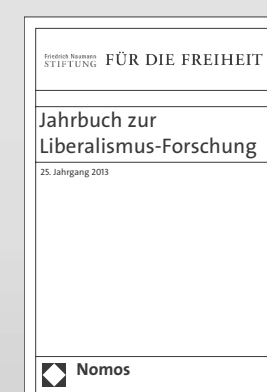 Friedrich Naumann
STIFTUNG FÜR DIE FREIHEIT
Jahrbuch zur
Liberalismus-Forschung
25. Jahrgang 2013
Nomos